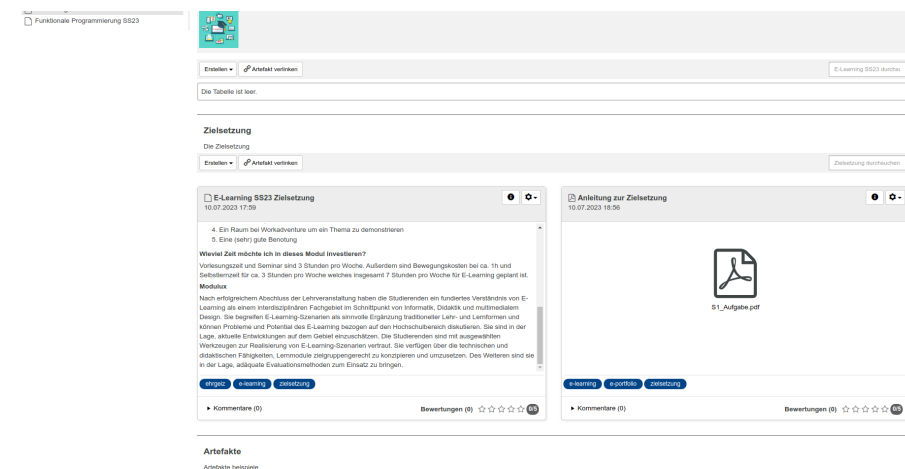 Funktionale Programmierung SS23
Erstellen
Artefakt verlinken
E-Learning SS23 durchsu
Die Tabelle ist leer.
Zielsetzung
Die Zielsetzung
Erstellen
Artefakt verlinken
Zielsetzung durchsuchen
E-Learning SS23 Zielsetzung
10.07.2023 17:59
4. Ein Raum bei Workadventure um ein Thema zu demonstrieren
5. Eine (sehr) gute Benotung
Wieviel Zeit möchte ich in dieses Modul Investieren?
Vorlesungszeit und Seminar sind 3 Stunden pro Woche. Außerdem sind Bewegungskosten bei ca. 1h und
Selbstlernzeit für ca. 3 Stunden pro Woche welches insgesamt 7 Stunden pro Woche für E-Learning geplant ist.
Modulux
Nach erfolgreichem Abschluss der Lehrveranstaltung haben die Studierenden ein fundiertes Verständnis von E-
Learning als einem interdisziplinären Fachgebiet im Schnittpunkt von Informatik, Didaktik und multimedialem
Design. Sie begreifen E-Learning-Szenarien als sinnvolle Ergänzung traditioneller Lehr- und Lernformen und
können Probleme und Potential des E-Learning bezogen auf den Hochschulbereich diskutieren. Sie sind in der
Lage, aktuelle Entwicklungen auf dem Gebiet einzuschätzen. Die Studierenden sind mit ausgewählten
Werkzeugen zur Realisierung von E-Learning-Szenarien vertraut. Sie verfügen über die technischen und
didaktischen Fähigkeiten, Lernmodule zielgruppengerecht zu konzipieren und umzusetzen. Des Weiteren sind sie
in der Lage, adäquate Evaluationsmethoden zum Einsatz zu bringen.
ehrgeiz e-learning zielsetzung
Kommentare (0)
Bewertungen (0) 0/5
Anleitung zur Zielsetzung
10.07.2023 18:56
S1_Aufgabe.pdf
e-learning e-portfolio zielsetzung
Kommentare (0)
Bewertungen (0) 0/5
Artefakte
Artefakte beispiele